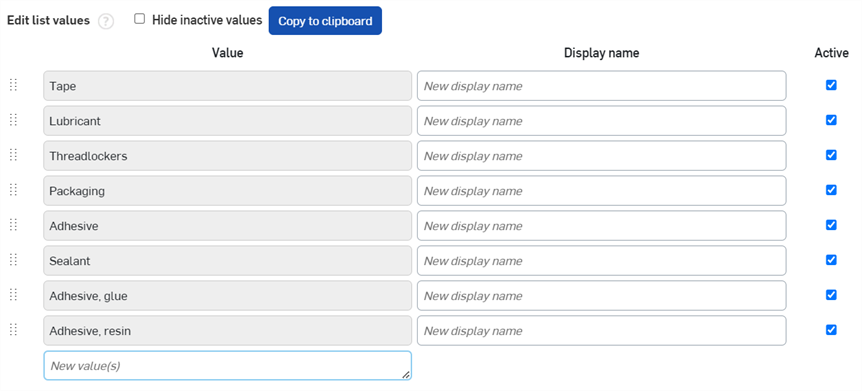 Edit list values ? Hide inactive values Copy to clipboard
Value Display name Active
Tape New display name
Lubricant New display name
Threadlockers New display name
Packaging New display name
Adhesive New display name
Sealant New display name
Adhesive, glue New display name
Adhesive, resin New display name
New value(s)